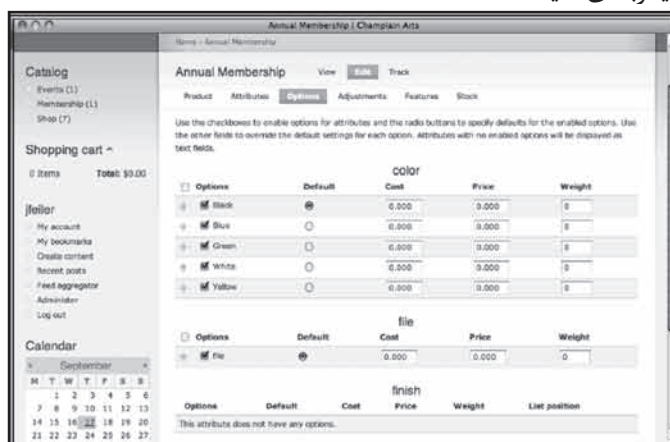 Annual Membership | Champlain Arts
Home › Annual Membership
Catalog
Events (1)
Membership (1)
Shop (7)
Shopping cart
0 items Total: $0.00
jfeiler
My account
My bookmarks
Create content
Recent posts
Feed aggregator
Administer
Log out
Calendar
« September »
M T W T F S S
1 2 3 4 5 6
7 8 9 10 11 12 13
14 15 16 17 18 19 20
21 22 23 24 25 26 27
Annual Membership View Edit Track
Product Attributes Options Adjustments Features Stock
Use the checkboxes to enable options for attributes and the radio buttons to specify defaults for the enabled options. Use
the other fields to override the default settings for each option. Attributes with no enabled options will be displayed as
text fields.
color
Options Default Cost Price Weight
Black 0.000 0.000 0
Blue 0.000 0.000 0
Green 0.000 0.000 0
White 0.000 0.000 0
Yellow 0.000 0.000 0
file
Options Default Cost Price Weight
file 0.000 0.000 0
finish
Options Default Cost Price Weight List position
This attribute does not have any options.